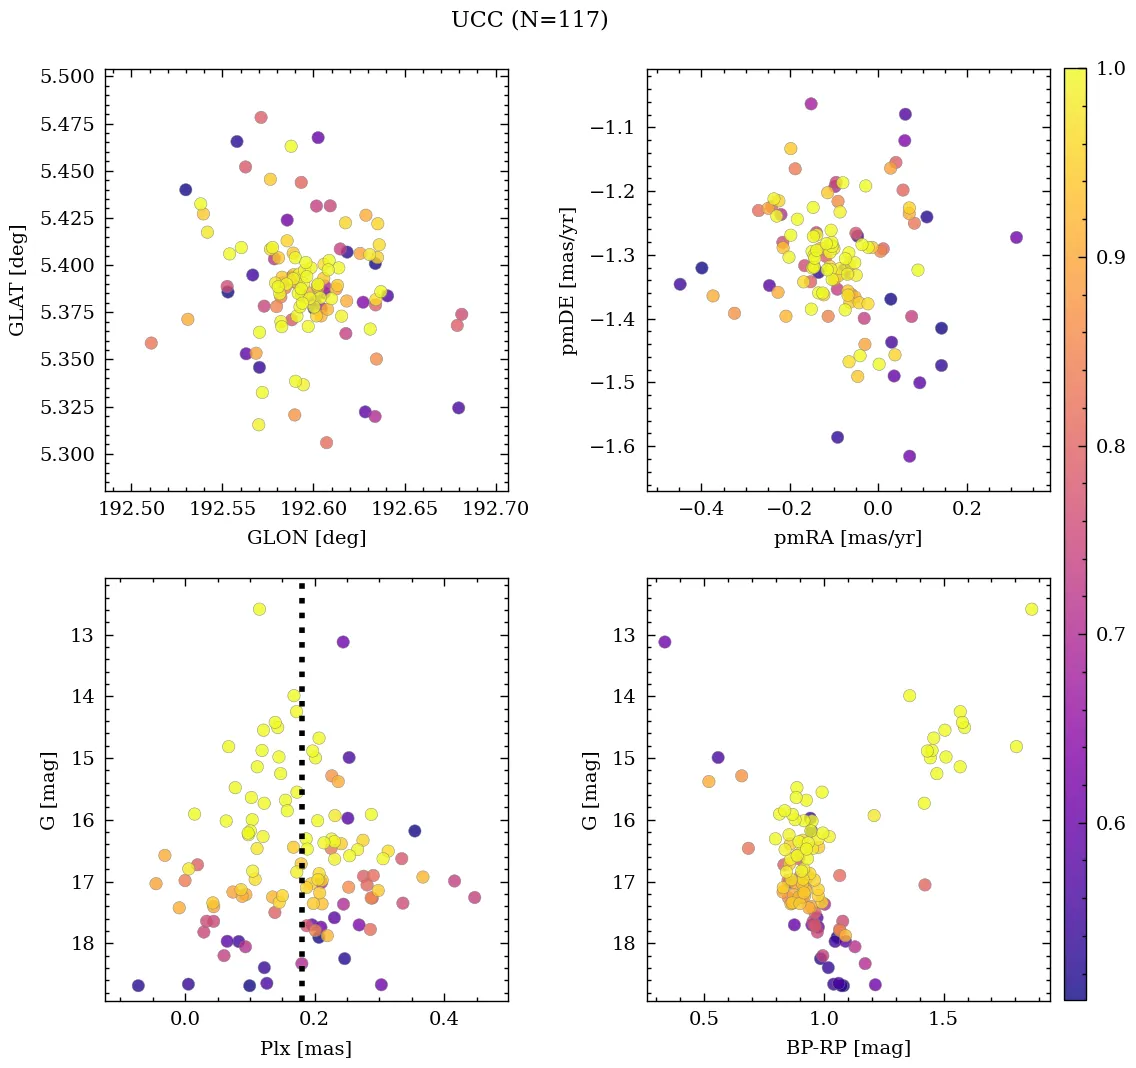 UCC (N=117)
5.500
5.475
5.450
5.425
5.400
5.375
5.350
5.325
5.300
GLAT [deg]
192.50 192.55 192.60 192.65 192.70
GLON [deg]
−1.1
−1.2
−1.3
−1.4
−1.5
−1.6
pmDE [mas/yr]
−0.4 −0.2 0.0 0.2
pmRA [mas/yr]
13
14
15
16
17
18
G [mag]
0.0 0.2 0.4
Plx [mas]
13
14
15
16
17
18
G [mag]
0.5 1.0 1.5
BP-RP [mag]
1.0
0.9
0.8
0.7
0.6